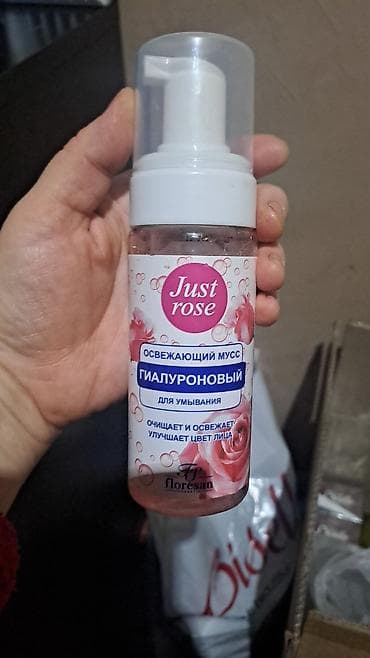 Just
rose
ОСВЕЖАЮЩИЙ МУСС
ГИАЛУРОНОВЫЙ
ДЛЯ УМЫВАНИЯ
ОЧИЩАЕТ И ОСВЕЖАЕТ
УЛУЧШАЕТ ЦВЕТ ЛИЦА
floresan